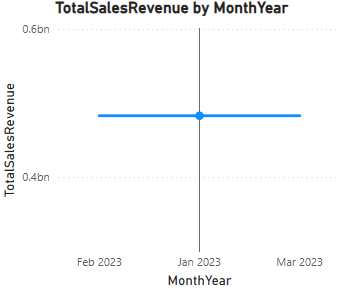 TotalSalesRevenue by MonthYear
0.6bn
TotalSalesRevenue
0.4bn
Feb 2023 Jan 2023 Mar 2023
MonthYear